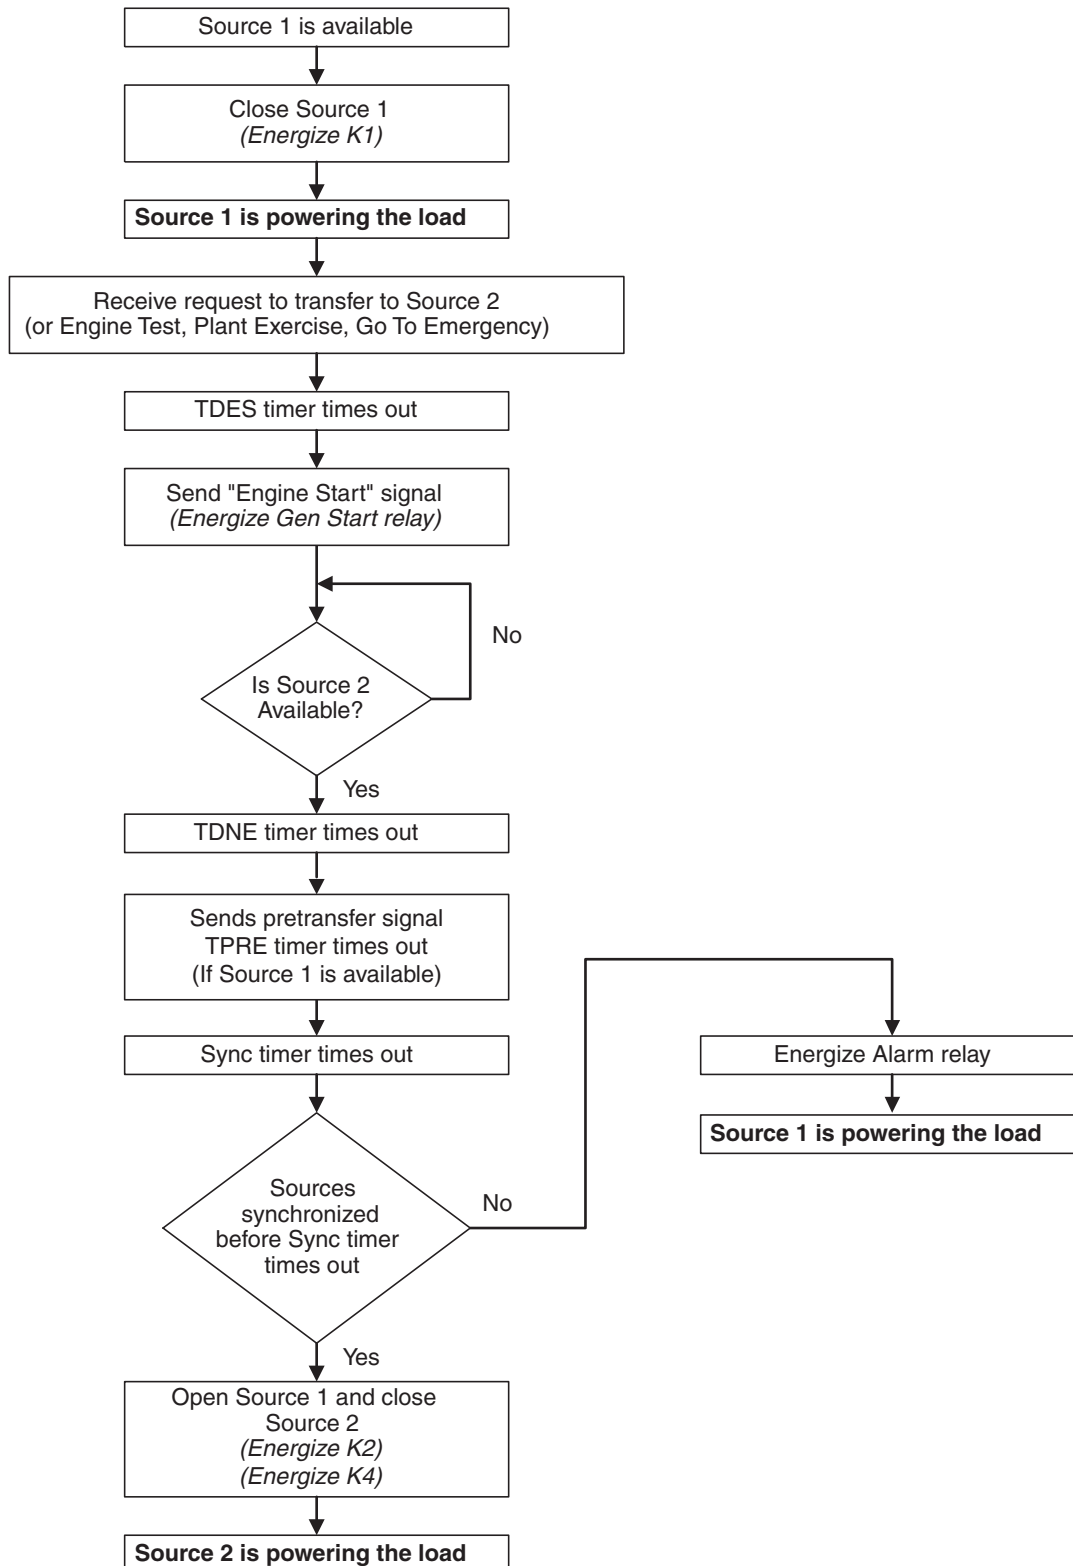 Source 1 is available
Close Source 1
(Energize K1)
Source 1 is powering the load
Receive request to transfer to Source 2
(or Engine Test, Plant Exercise, Go To Emergency)
TDES timer times out
Send "Engine Start" signal
(Energize Gen Start relay)
No
Is Source 2
Available?
Yes
TDNE timer times out
Sends pretransfer signal
TPRE timer times out
(If Source 1 is available)
Sync timer times out
Energize Alarm relay
Source 1 is powering the load
Sources
synchronized
before Sync timer
times out
No
Yes
Open Source 1 and close
Source 2
(Energize K2)
(Energize K4)
Source 2 is powering the load